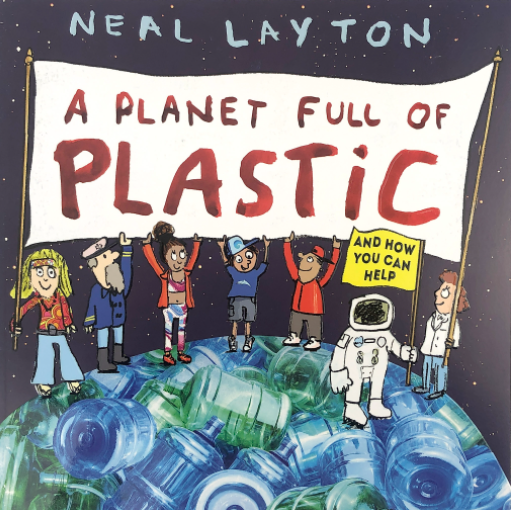 NEAL LAYTON
A PLANET FULL OF
PLASTiC
AND HOW
YOU CAN
HELP